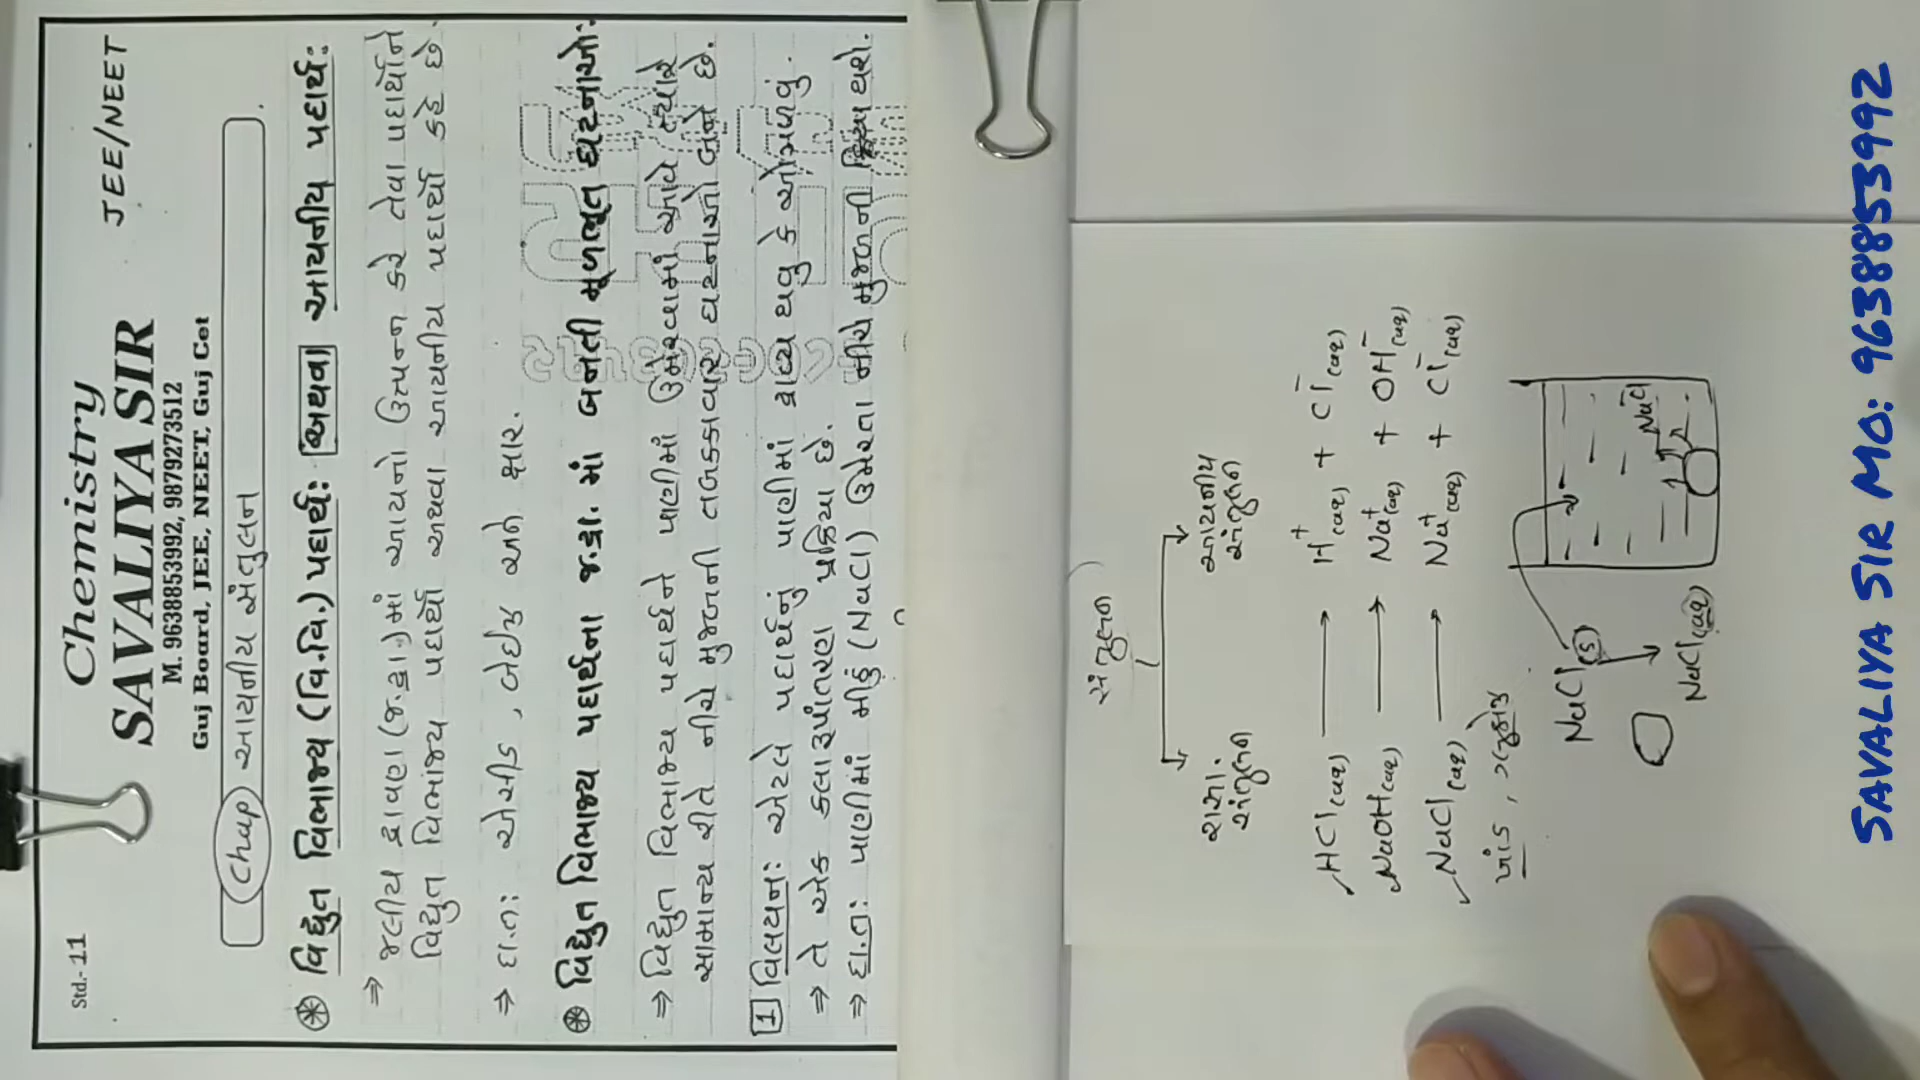 Std.-11
Chemistry
SAVALIYA SIR
JEE/NEET
M. 9638853992, 9879273512
Guj Board, JEE, NEET, Guj Cet
Chap આયનીય સંતુલન
વિદ્યુત વિભાજ્ય (વિ.વિ.) પદાર્થ: અથવા આયનીય પદાર્થ:
⇒ જલીય દ્રાવણ (જ.દ્રા.) માં આયનો ઉત્પન્ન કરે તેવા પદાર્થોને
વિદ્યુત વિભાજ્ય પદાર્થો અથવા આયનીય પદાર્થો કહે છે.
⇒ દા.ત: એસીડ, બેઇઝ અને ક્ષાર.
વિદ્યુત વિભાજ્ય પદાર્થના જ.દ્રા. માં બનતી મૂળભૂત ઘટનાઓ:
⇒ વિદ્યુત વિભાજ્ય પદાર્થને પાણીમાં ઉમેરવામાં આવે ત્યારે
સામાન્ય રીતે નીચે મુજબની તબક્કાવાર ઘટનાઓ બને છે.
1 વિલયન: એટલે પદાર્થનું પાણીમાં દ્રાવ્ય થવું કે ઓગળવું.
⇒ તે એક કલા રૂપાંતરણ પ્રક્રિયા છે.
⇒ દા.ત: પાણીમાં મીઠું (NaCl) ઉમેરતા નીચે મુજબની ક્રિયા થશે.
સંતુલન
રાસા. સંતુલન
આયનીય સંતુલન
HCl(aq) ⟶ H⁺(aq) + Cl⁻(aq)
NaOH(aq) ⟶ Na⁺(aq) + OH⁻(aq)
NaCl(aq) ⟶ Na⁺(aq) + Cl⁻(aq)
ખાંડ, ગ્લુકોઝ
NaCl(s)
NaCl(aq)
NaCl
SAVALIYA SIR MO: 9638853992